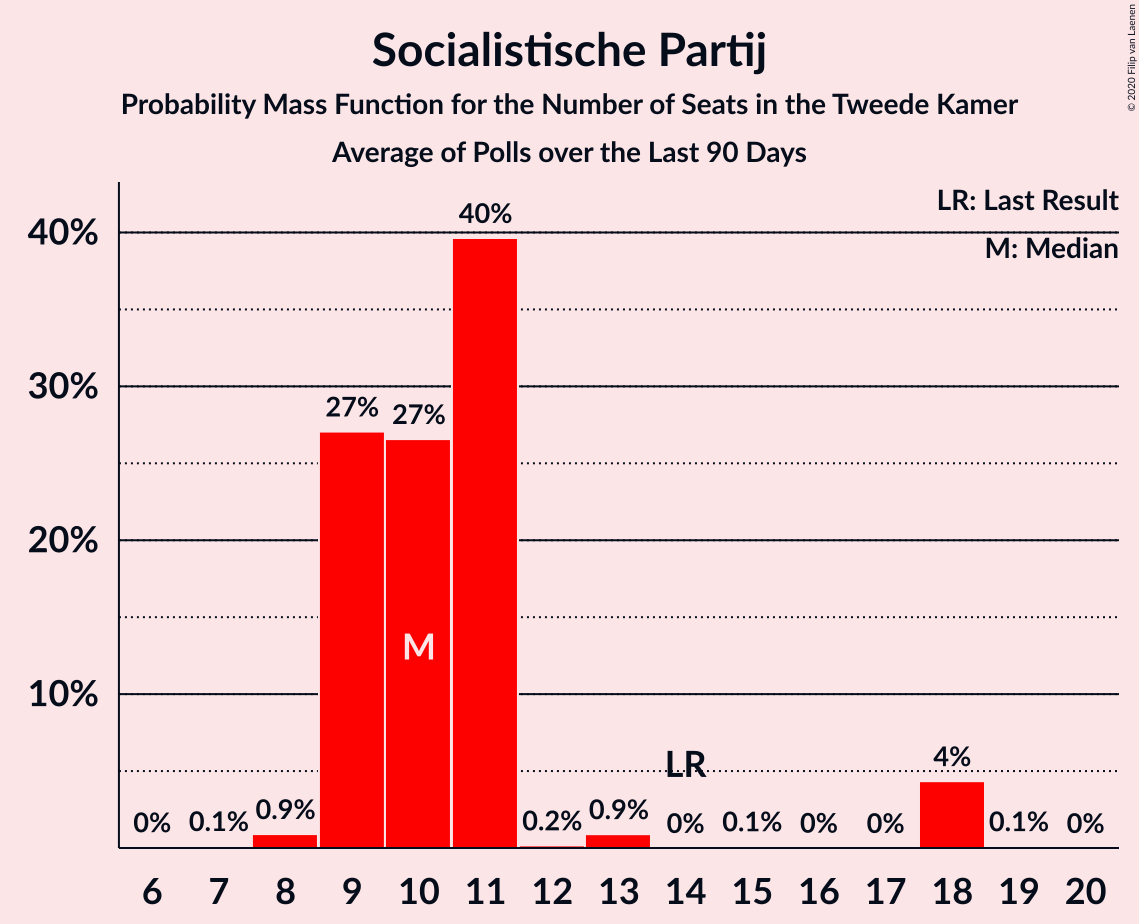 Socialistische Partij
Probability Mass Function for the Number of Seats in the Tweede Kamer
Average of Polls over the Last 90 Days
© 2020 Filip van Laenen
LR: Last Result
M: Median
40%
30%
20%
10%
0%
0.1%
0.9%
27%
27%
40%
0.2%
0.9%
0%
0.1%
0%
0%
4%
0.1%
0%
M
LR
6 7 8 9 10 11 12 13 14 15 16 17 18 19 20